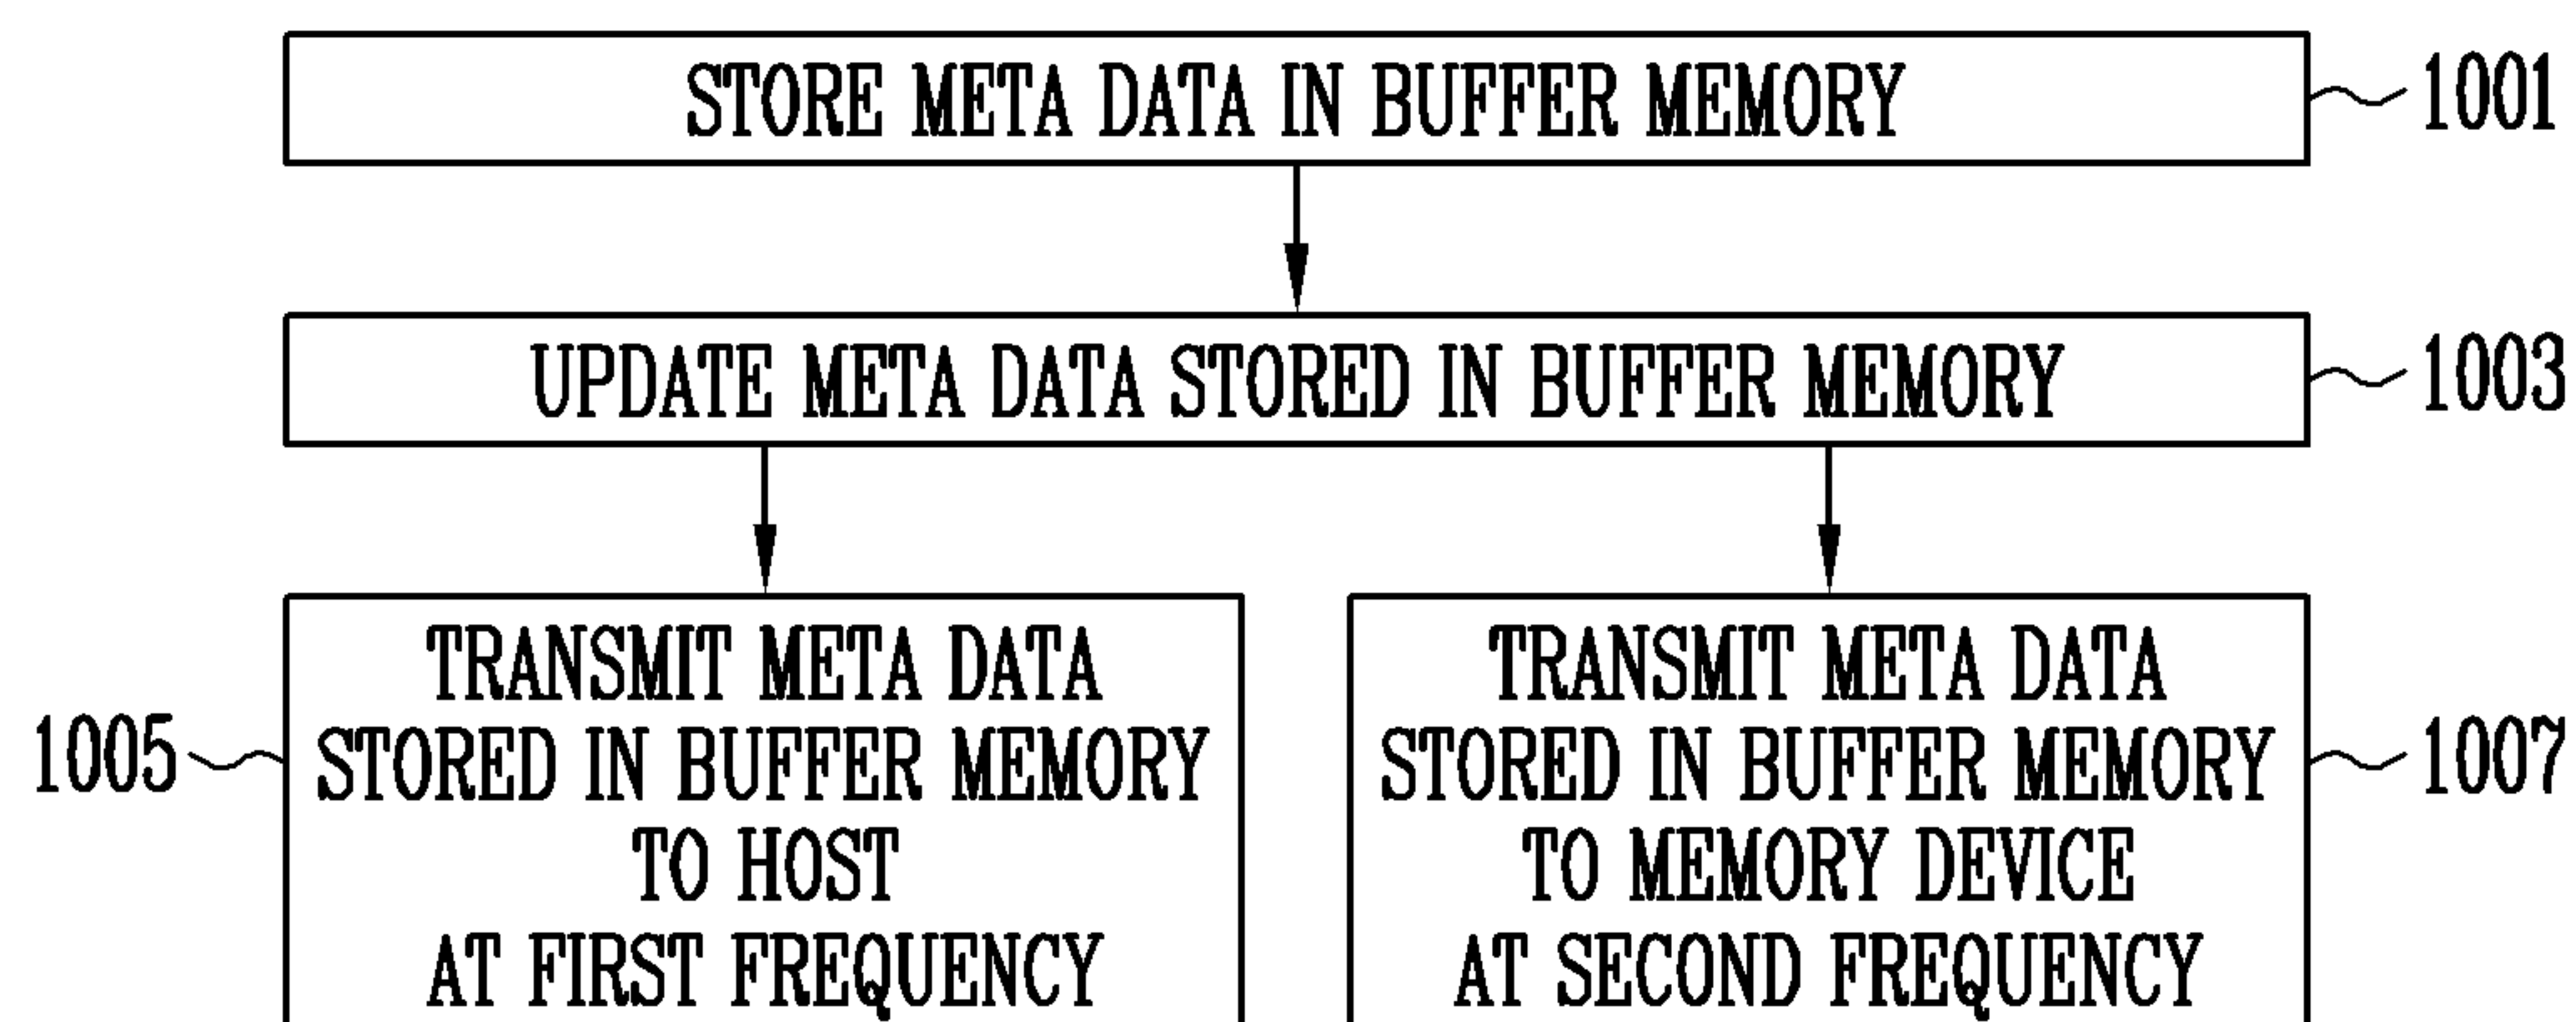 STORE META DATA IN BUFFER MEMORY
1001
UPDATE META DATA STORED IN BUFFER MEMORY
1003
TRANSMIT META DATA
STORED IN BUFFER MEMORY
TO HOST
AT FIRST FREQUENCY
1005
TRANSMIT META DATA
STORED IN BUFFER MEMORY
TO MEMORY DEVICE
AT SECOND FREQUENCY
1007